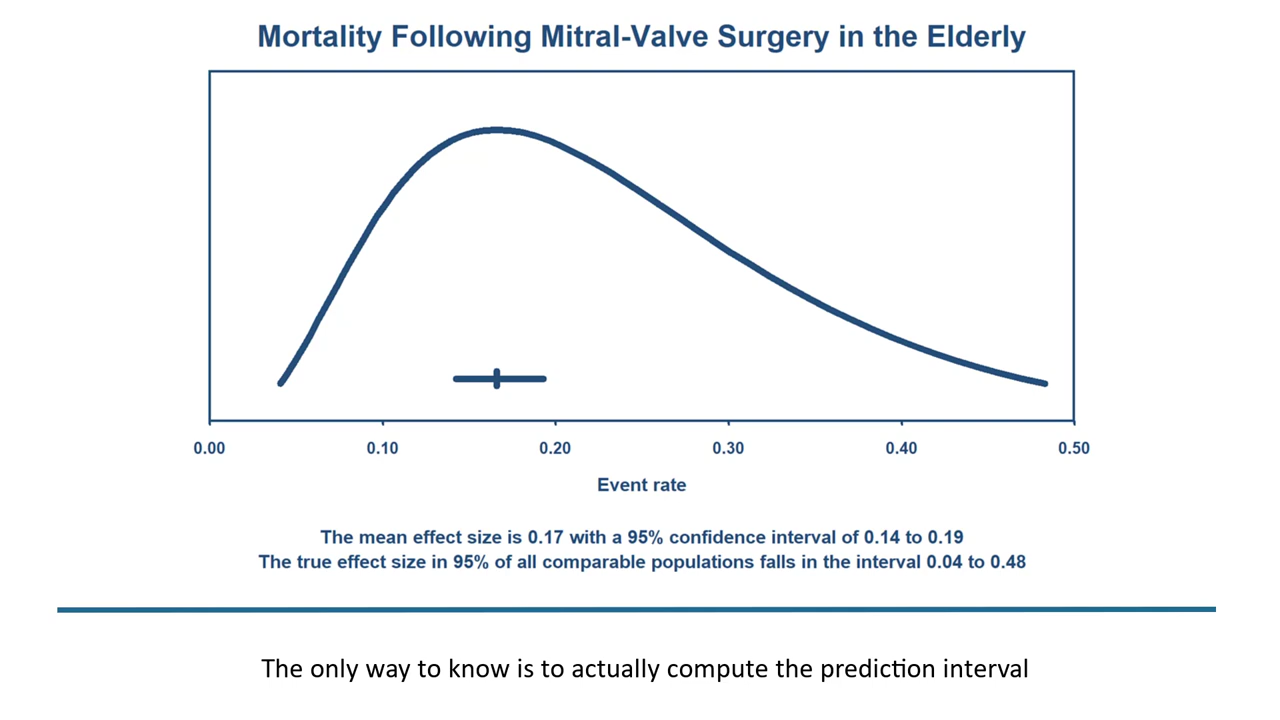 Mortality Following Mitral-Valve Surgery in the Elderly
0.00 0.10 0.20 0.30 0.40 0.50
Event rate
The mean effect size is 0.17 with a 95% confidence interval of 0.14 to 0.19
The true effect size in 95% of all comparable populations falls in the interval 0.04 to 0.48
The only way to know is to actually compute the prediction interval